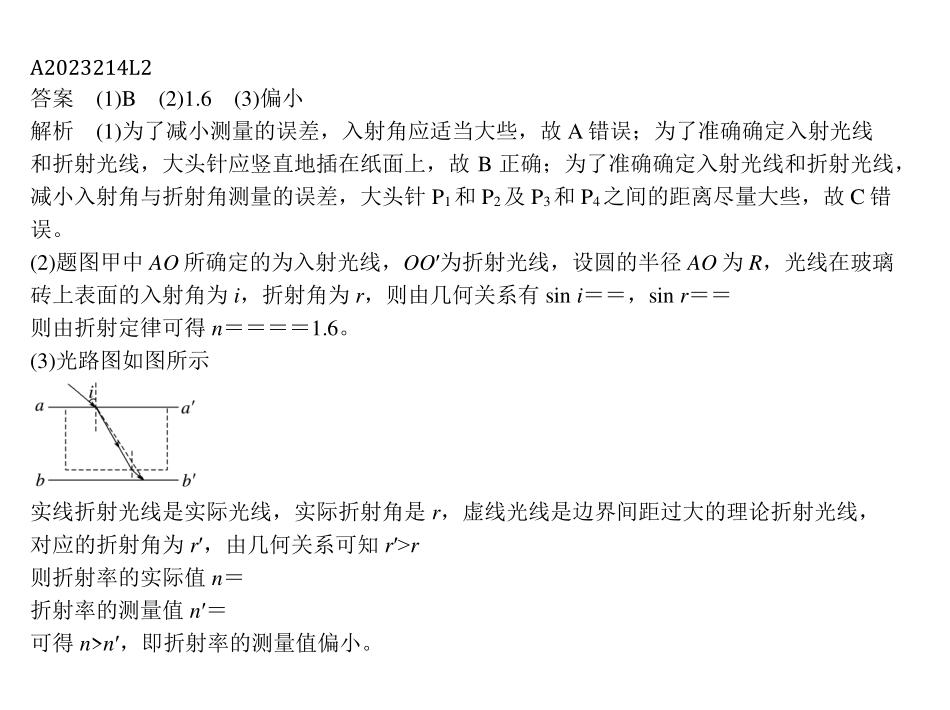 A2023214L2
答案　(1)B　(2)1.6　(3)偏小
解析　(1)为了减小测量的误差，入射角应适当大些，故 A 错误；为了准确确定入射光线
和折射光线，大头针应竖直地插在纸面上，故 B 正确；为了准确确定入射光线和折射光线，
减小入射角与折射角测量的误差，大头针 P₁和 P₂及 P₃和 P₄之间的距离尽量大些，故 C 错
误。
(2)题图甲中 AO 所确定的为入射光线，OO′为折射光线，设圆的半径 AO 为 R，光线在玻璃
砖上表面的入射角为 i，折射角为 r，则由几何关系有 sin i＝＝，sin r＝＝
则由折射定律可得 n＝＝＝＝1.6。
(3)光路图如图所示
i
a a′
b b′
实线折射光线是实际光线，实际折射角是 r，虚线光线是边界间距过大的理论折射光线，
对应的折射角为 r′，由几何关系可知 r′>r
则折射率的实际值 n＝
折射率的测量值 n′＝
可得 n>n′，即折射率的测量值偏小。